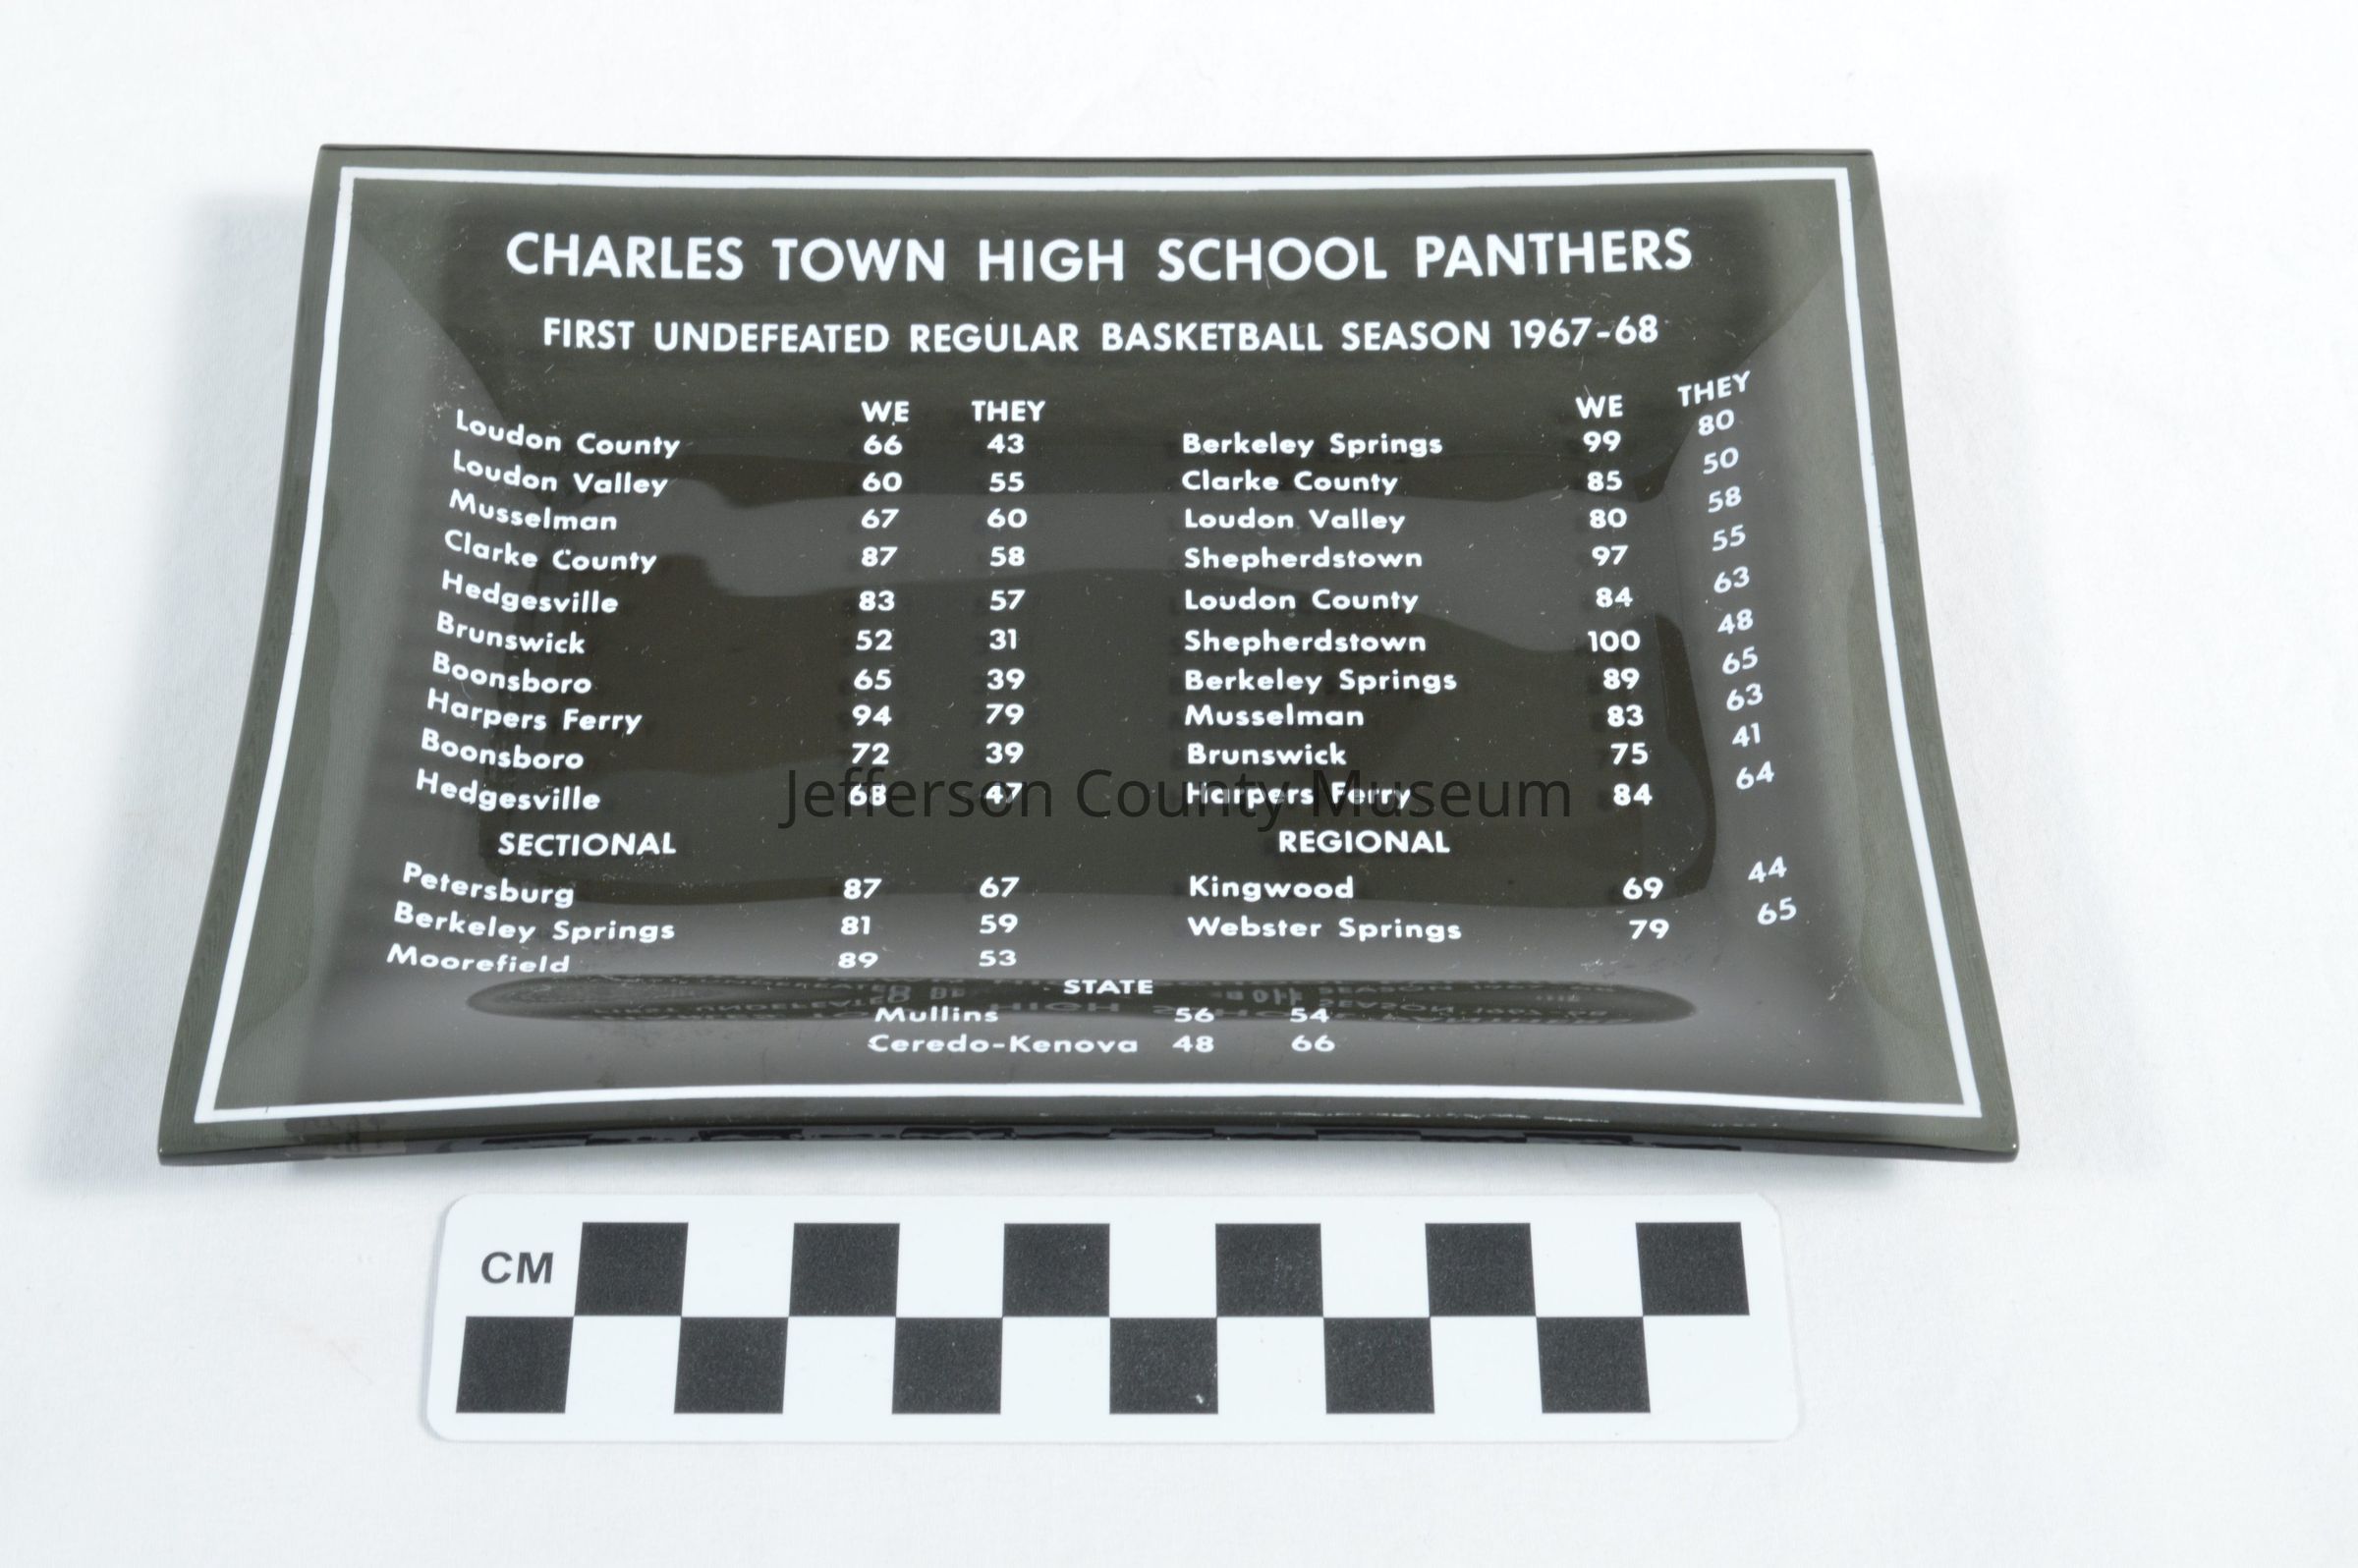 CHARLES TOWN HIGH SCHOOL PANTHERS
FIRST UNDEFEATED REGULAR BASKETBALL SEASON 1967-68
WE THEY
Loudon County 66 43
Loudon Valley 60 55
Musselman 67 60
Clarke County 87 58
Hedgesville 83 57
Brunswick 52 31
Boonsboro 65 39
Harpers Ferry 94 79
Boonsboro 72 39
Hedgesville 68 47
SECTIONAL
Petersburg 87 67
Berkeley Springs 81 59
Moorefield 89 53
WE THEY
Berkeley Springs 99 80
Clarke County 85 50
Loudon Valley 80 58
Shepherdstown 97 55
Loudon County 84 63
Shepherdstown 100 48
Berkeley Springs 89 65
Musselman 83 63
Brunswick 75 41
Harpers Ferry 84 64
REGIONAL
Kingwood 69 44
Webster Springs 79 65
STATE
Mullins 56 54
Ceredo-Kenova 48 66
Jefferson County Museum
CM